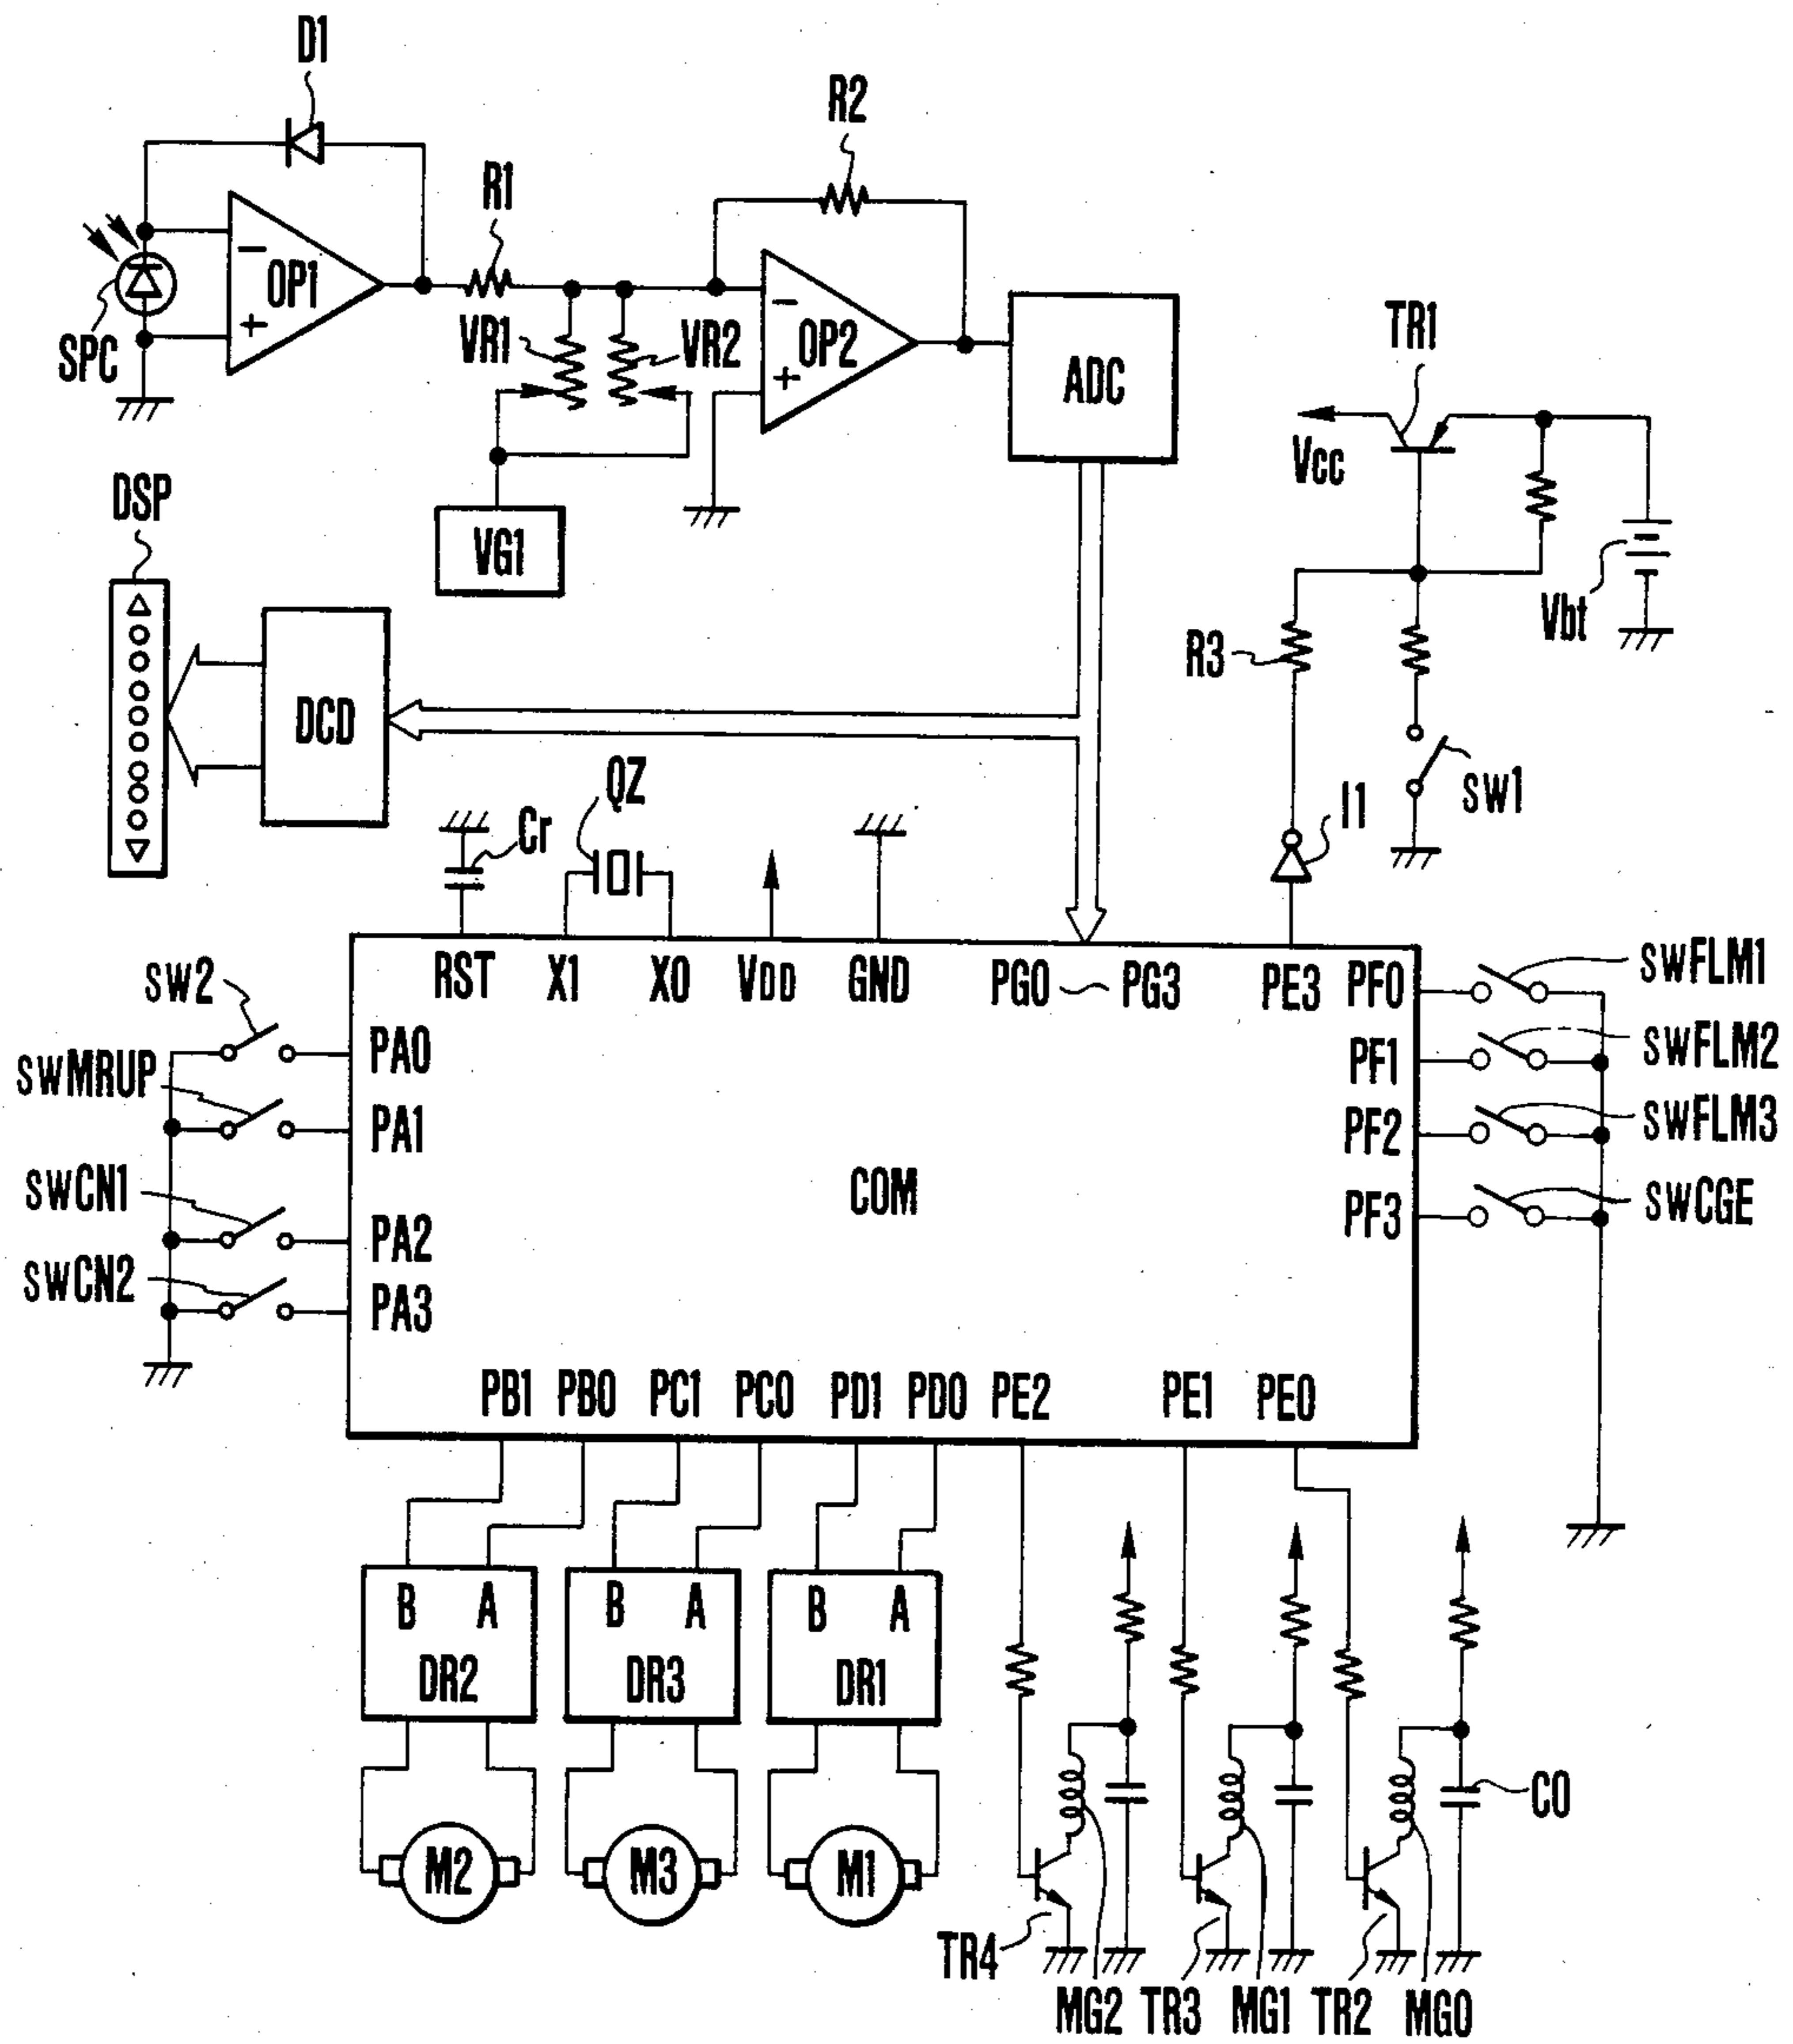 D1
R2
R1
OP1
SPC
VR1
VR2
OP2
ADC
TR1
Vcc
DSP
VG1
Vbt
R3
DCD
sw1
QZ
I1
Cr
RST X1 X0 VDD GND PG0 ~ PG3 PE3
sw2
swMRUP
swCN1
swCN2
PA0
PA1
PA2
PA3
COM
PF0
PF1
PF2
PF3
swFLM1
swFLM2
swFLM3
swCGE
PB1 PB0 PC1 PC0 PD1 PD0 PE2 PE1 PE0
B A
DR2
B A
DR3
B A
DR1
C0
M2
M3
M1
TR4
MG2
TR3
MG1
TR2
MG0